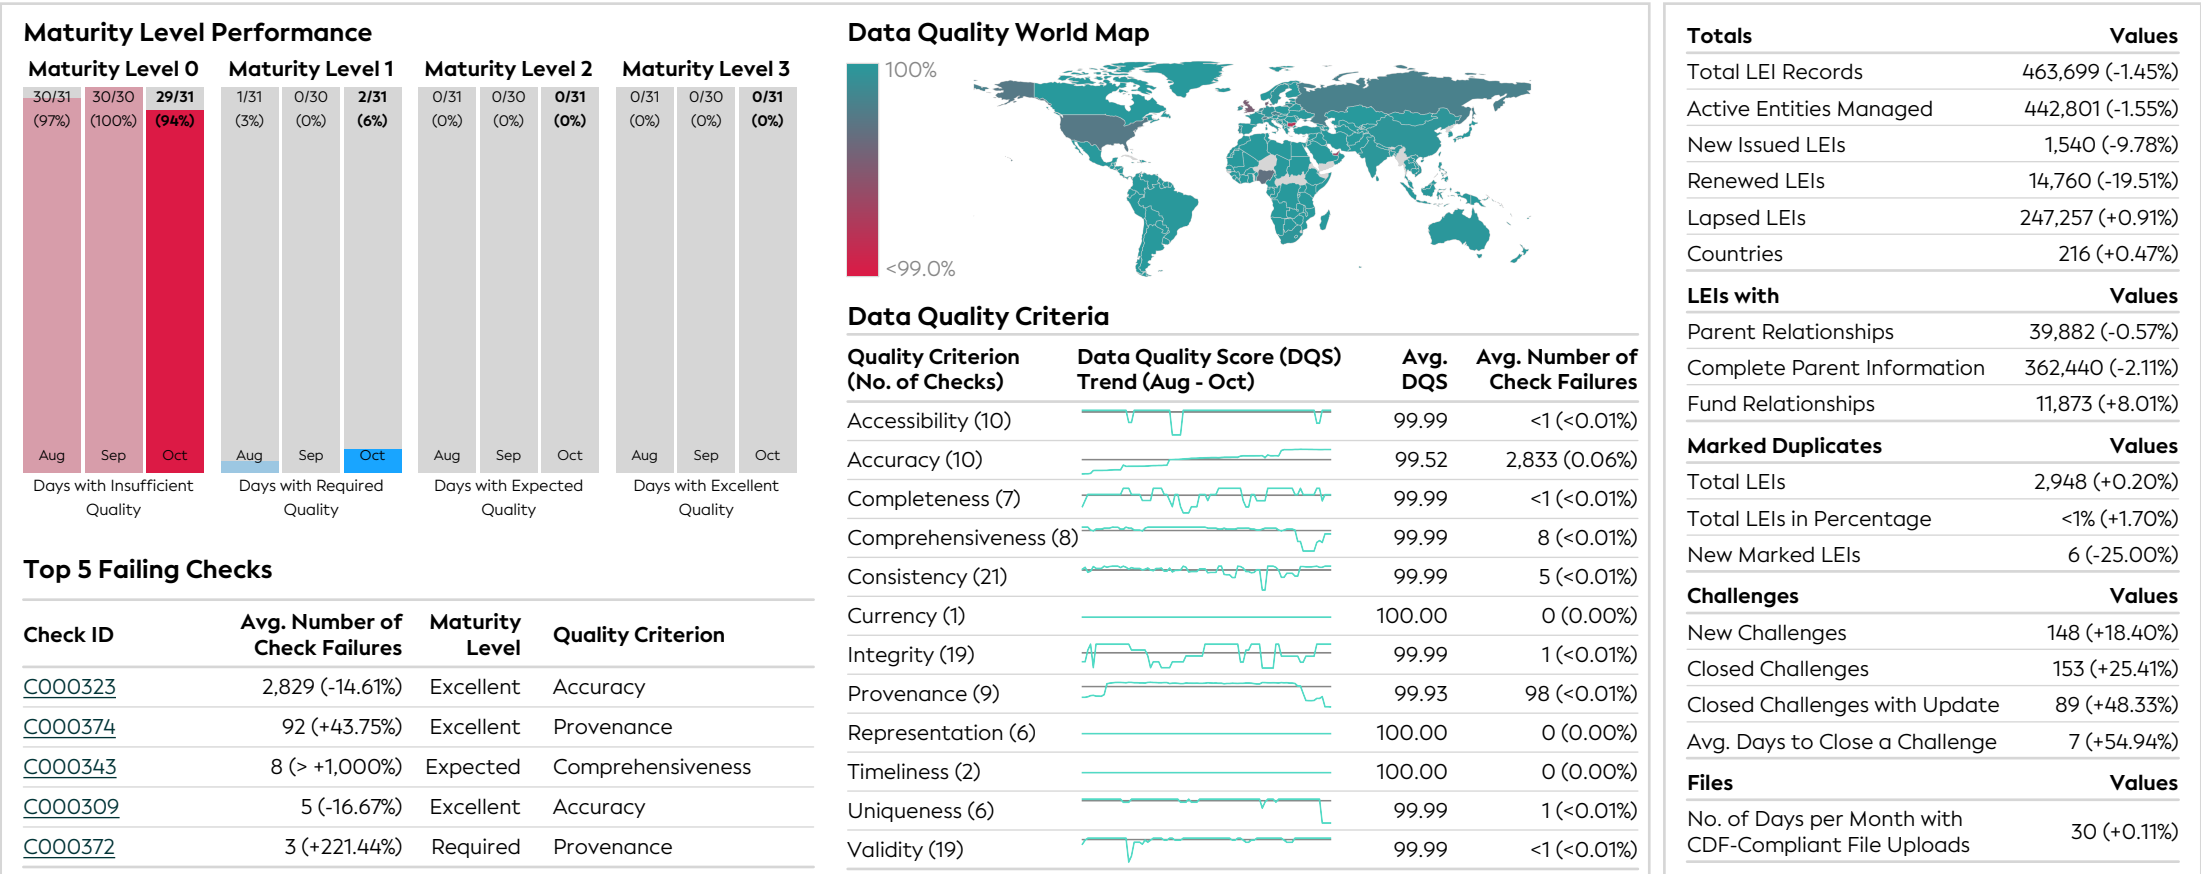 Maturity Level Performance
Maturity Level 0 Maturity Level 1 Maturity Level 2 Maturity Level 3
30/31 30/30 29/31 1/31 0/30 2/31 0/31 0/30 0/31 0/31 0/30 0/31
(97%) (100%) (94%) (3%) (0%) (6%) (0%) (0%) (0%) (0%) (0%) (0%)
Aug Sep Oct Aug Sep Oct Aug Sep Oct Aug Sep Oct
Days with Insufficient Days with Required Days with Expected Days with Excellent
Quality Quality Quality Quality
Top 5 Failing Checks
Check ID Avg. Number of Check Failures Maturity Level Quality Criterion
C000323 2,829 (-14.61%) Excellent Accuracy
C000374 92 (+43.75%) Excellent Provenance
C000343 8 (> +1,000%) Expected Comprehensiveness
C000309 5 (-16.67%) Excellent Accuracy
C000372 3 (+221.44%) Required Provenance
Data Quality World Map
100%
<99.0%
Data Quality Criteria
Quality Criterion Data Quality Score (DQS) Avg. Avg. Number of
(No. of Checks) Trend (Aug - Oct) DQS Check Failures
Accessibility (10) 99.99 <1 (<0.01%)
Accuracy (10) 99.52 2,833 (0.06%)
Completeness (7) 99.99 <1 (<0.01%)
Comprehensiveness (8) 99.99 8 (<0.01%)
Consistency (21) 99.99 5 (<0.01%)
Currency (1) 100.00 0 (0.00%)
Integrity (19) 99.99 1 (<0.01%)
Provenance (9) 99.93 98 (<0.01%)
Representation (6) 100.00 0 (0.00%)
Timeliness (2) 100.00 0 (0.00%)
Uniqueness (6) 99.99 1 (<0.01%)
Validity (19) 99.99 <1 (<0.01%)
Totals Values
Total LEI Records 463,699 (-1.45%)
Active Entities Managed 442,801 (-1.55%)
New Issued LEIs 1,540 (-9.78%)
Renewed LEIs 14,760 (-19.51%)
Lapsed LEIs 247,257 (+0.91%)
Countries 216 (+0.47%)
LEIs with Values
Parent Relationships 39,882 (-0.57%)
Complete Parent Information 362,440 (-2.11%)
Fund Relationships 11,873 (+8.01%)
Marked Duplicates Values
Total LEIs 2,948 (+0.20%)
Total LEIs in Percentage <1% (+1.70%)
New Marked LEIs 6 (-25.00%)
Challenges Values
New Challenges 148 (+18.40%)
Closed Challenges 153 (+25.41%)
Closed Challenges with Update 89 (+48.33%)
Avg. Days to Close a Challenge 7 (+54.94%)
Files Values
No. of Days per Month with
CDF-Compliant File Uploads 30 (+0.11%)